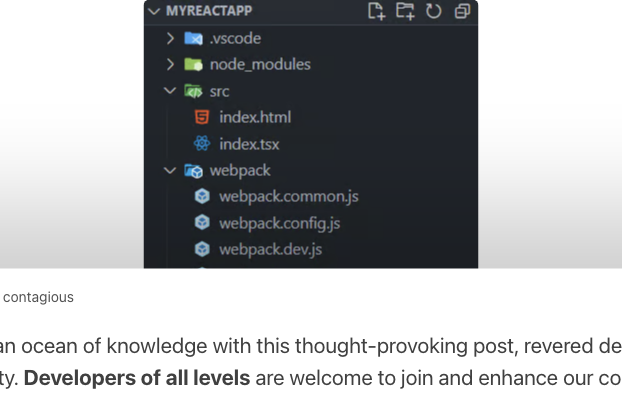 MYREACTAPP
.vscode
node_modules
src
index.html
index.tsx
webpack
webpack.common.js
webpack.config.js
webpack.dev.js
contagious
an ocean of knowledge with this thought-provoking post, revered de
ty. Developers of all levels are welcome to join and enhance our co